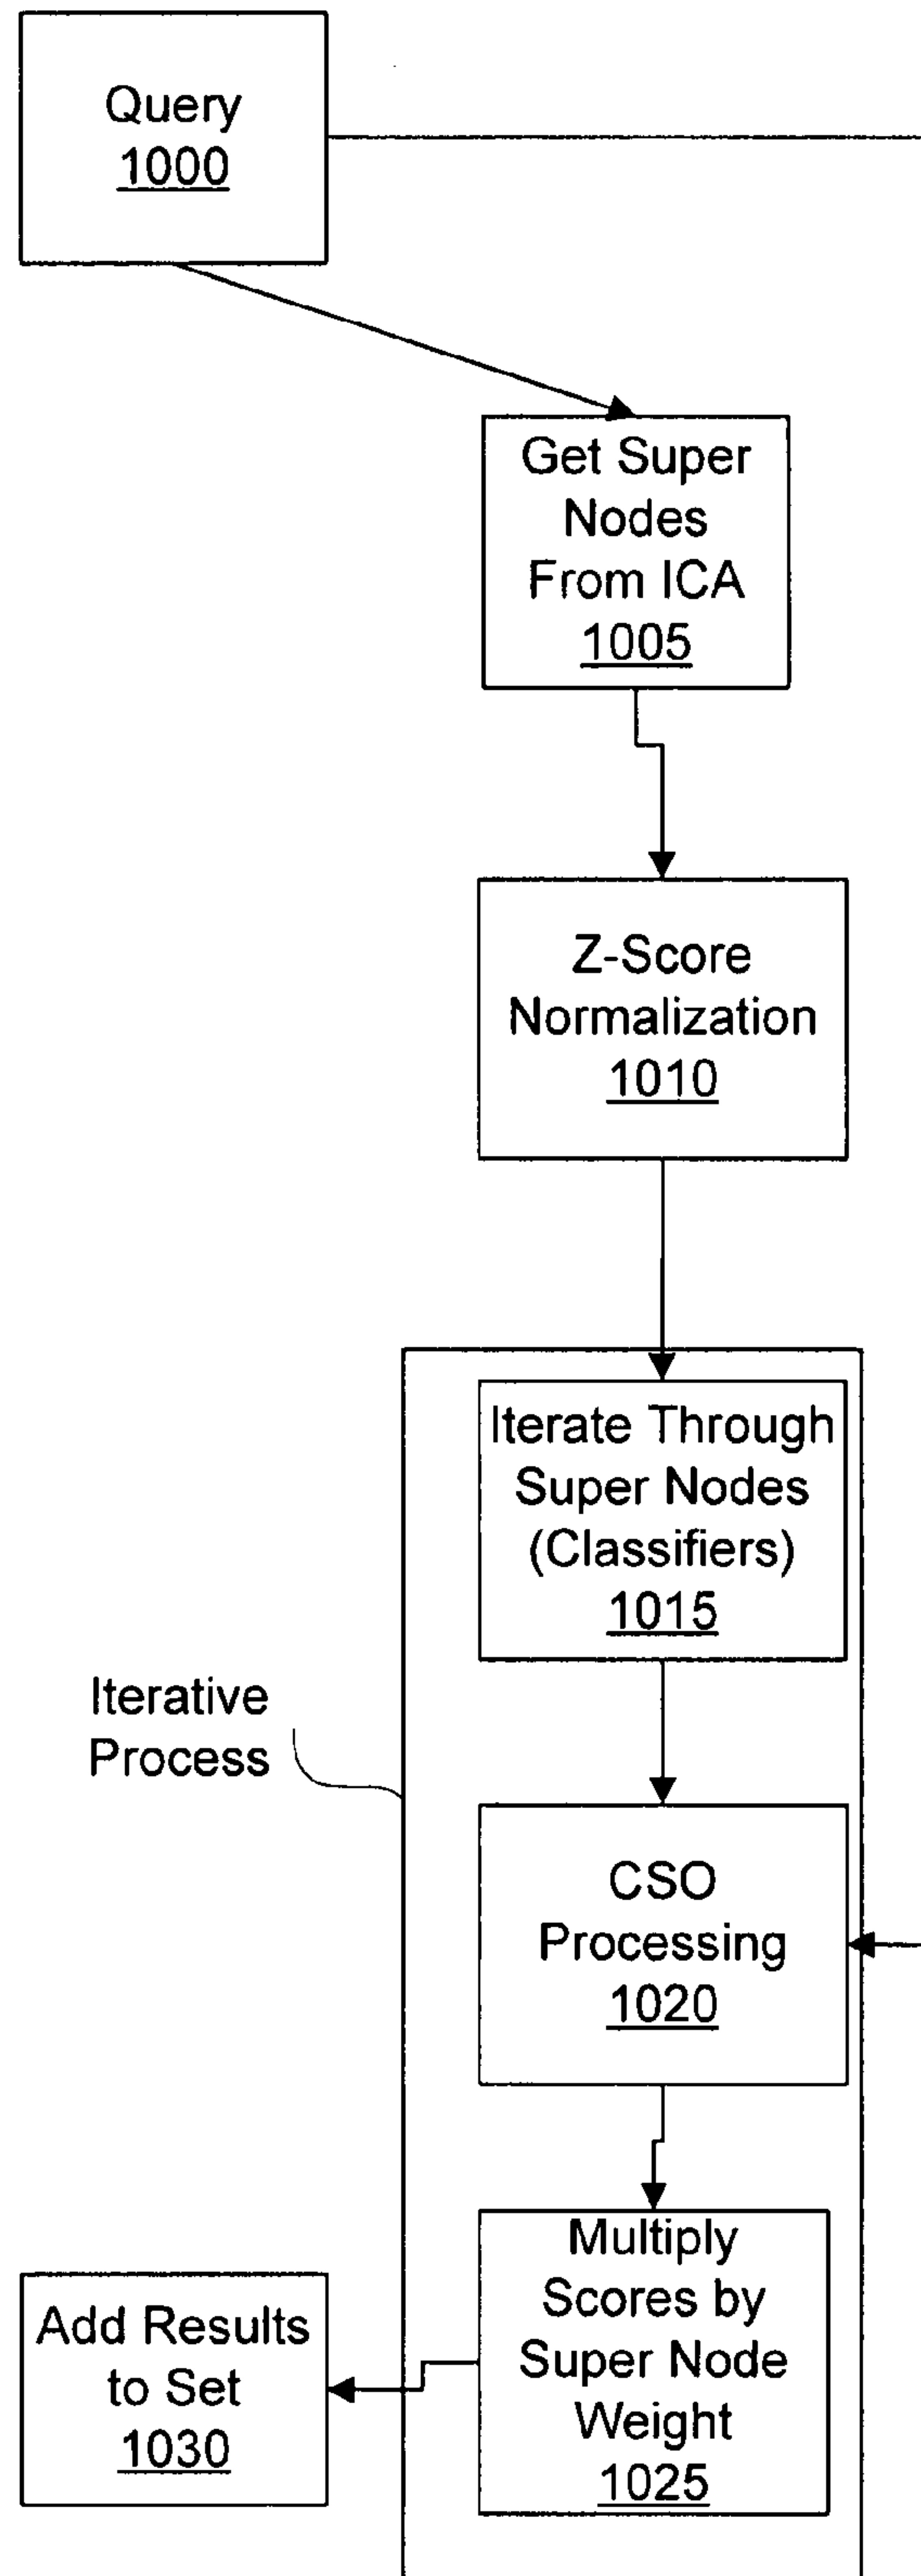 Query
1000
Get Super
Nodes
From ICA
1005
Z-Score
Normalization
1010
Iterate Through
Super Nodes
(Classifiers)
1015
Iterative
Process
CSO
Processing
1020
Multiply
Scores by
Super Node
Weight
1025
Add Results
to Set
1030